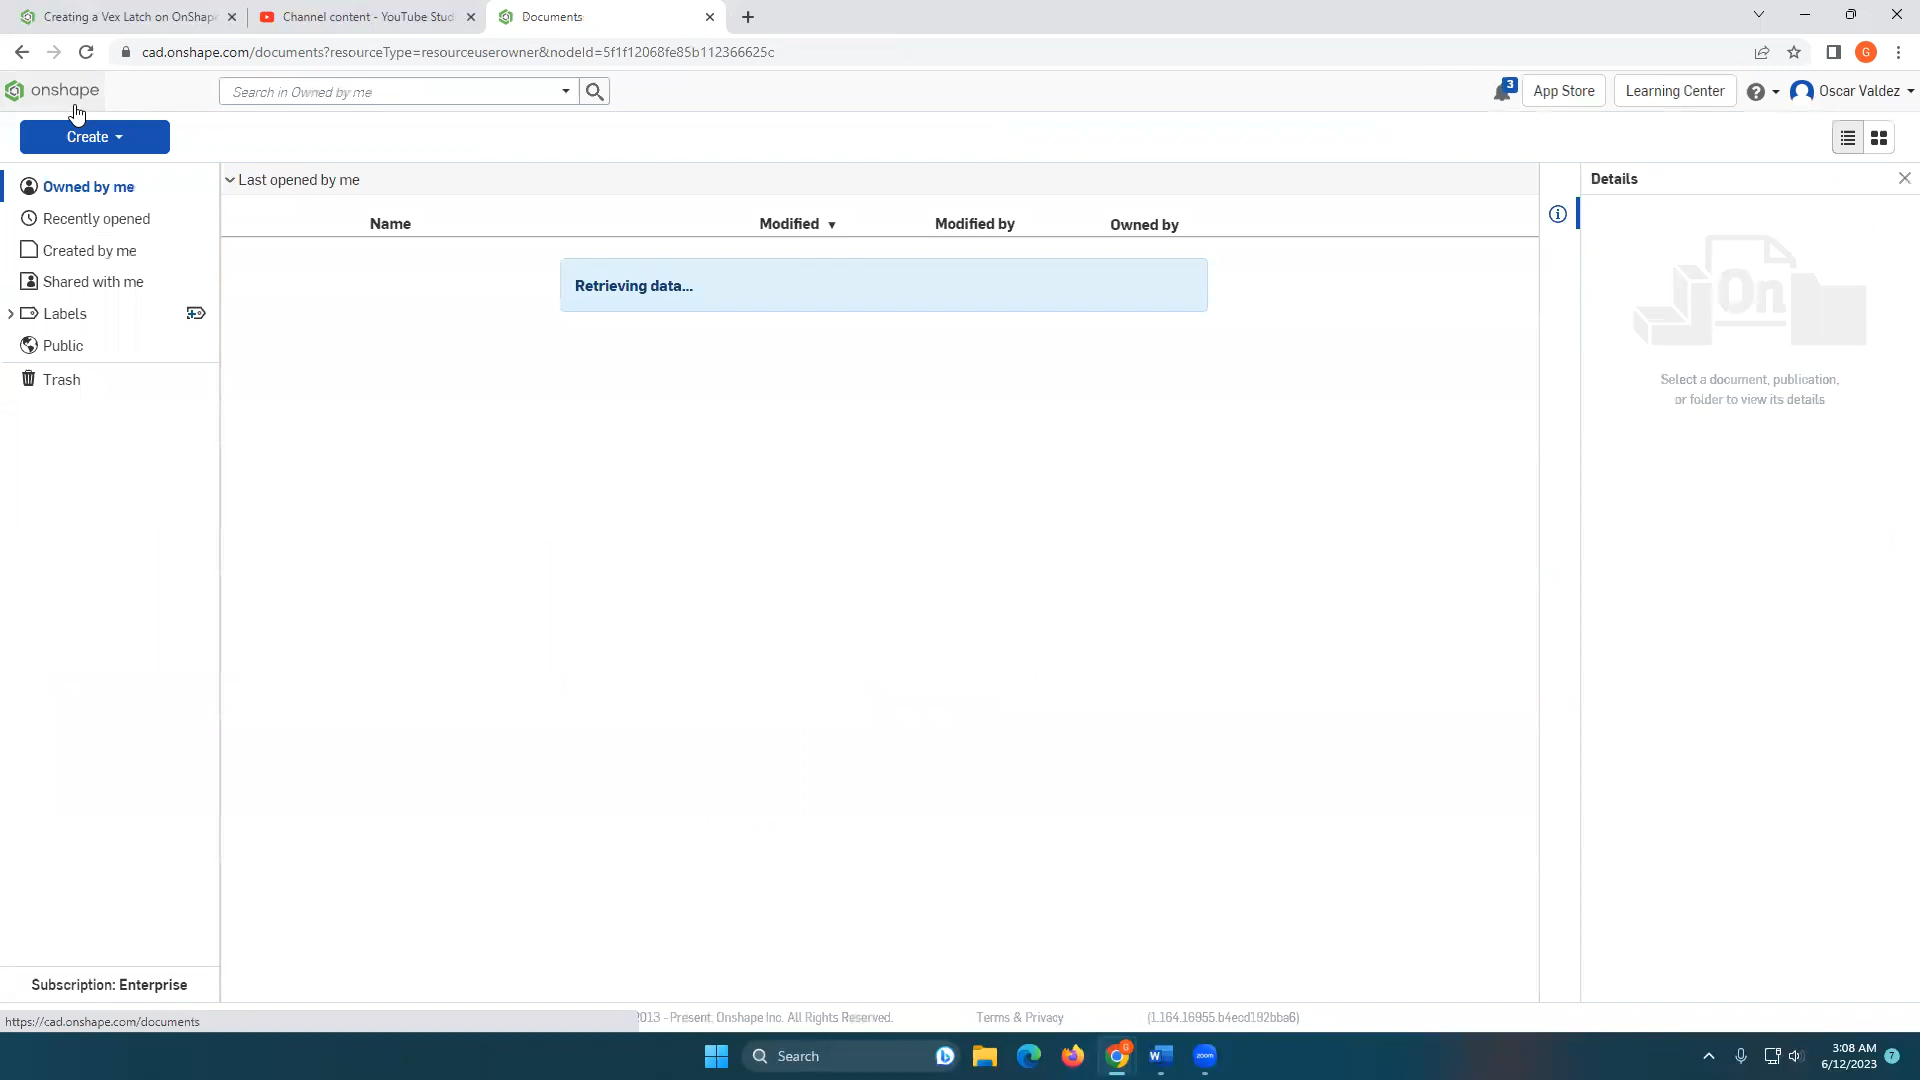 Creating a Vex Latch on OnShap
Channel content - YouTube Stud
Documents
cad.onshape.com/documents?resourceType=resourceuserowner&nodeId=5f1f12068fe85b112366625c
G
onshape
Search in Owned by me
3
App Store
Learning Center
?
Oscar Valdez
Create
Owned by me
Recently opened
Created by me
Shared with me
Labels
Public
Trash
Last opened by me
Name
Modified
Modified by
Owned by
Retrieving data...
Details
On
Select a document, publication,
or folder to view its details
Subscription: Enterprise
https://cad.onshape.com/documents
2013 - Present, Onshape Inc. All Rights Reserved.
Terms & Privacy
(1.164.16955.b4ecd192bba6)
Search
G
W
zoom
3:08 AM
6/12/2023
7